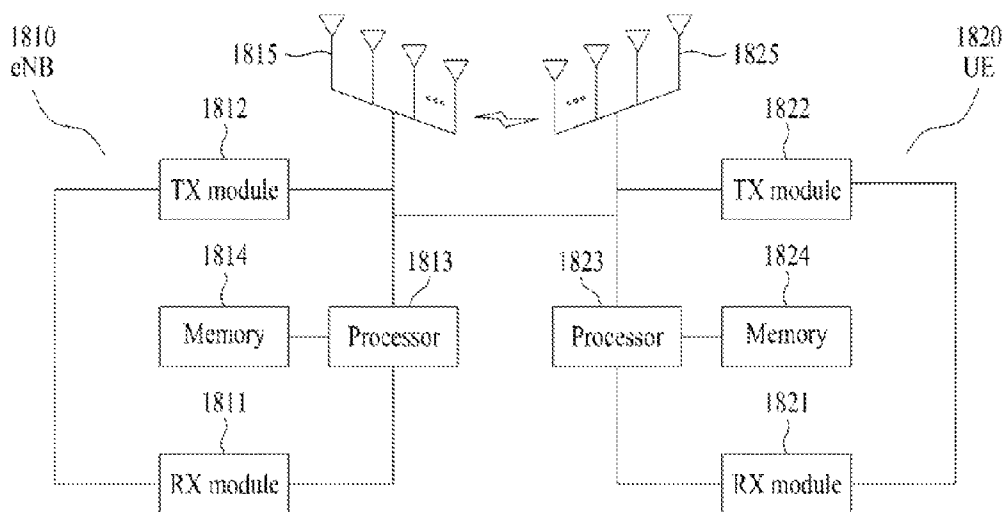 1810
eNB
1815
1825
1820
UE
1812
TX module
1822
TX module
1814
Memory
1813
Processor
1823
Processor
1824
Memory
1811
RX module
1821
RX module